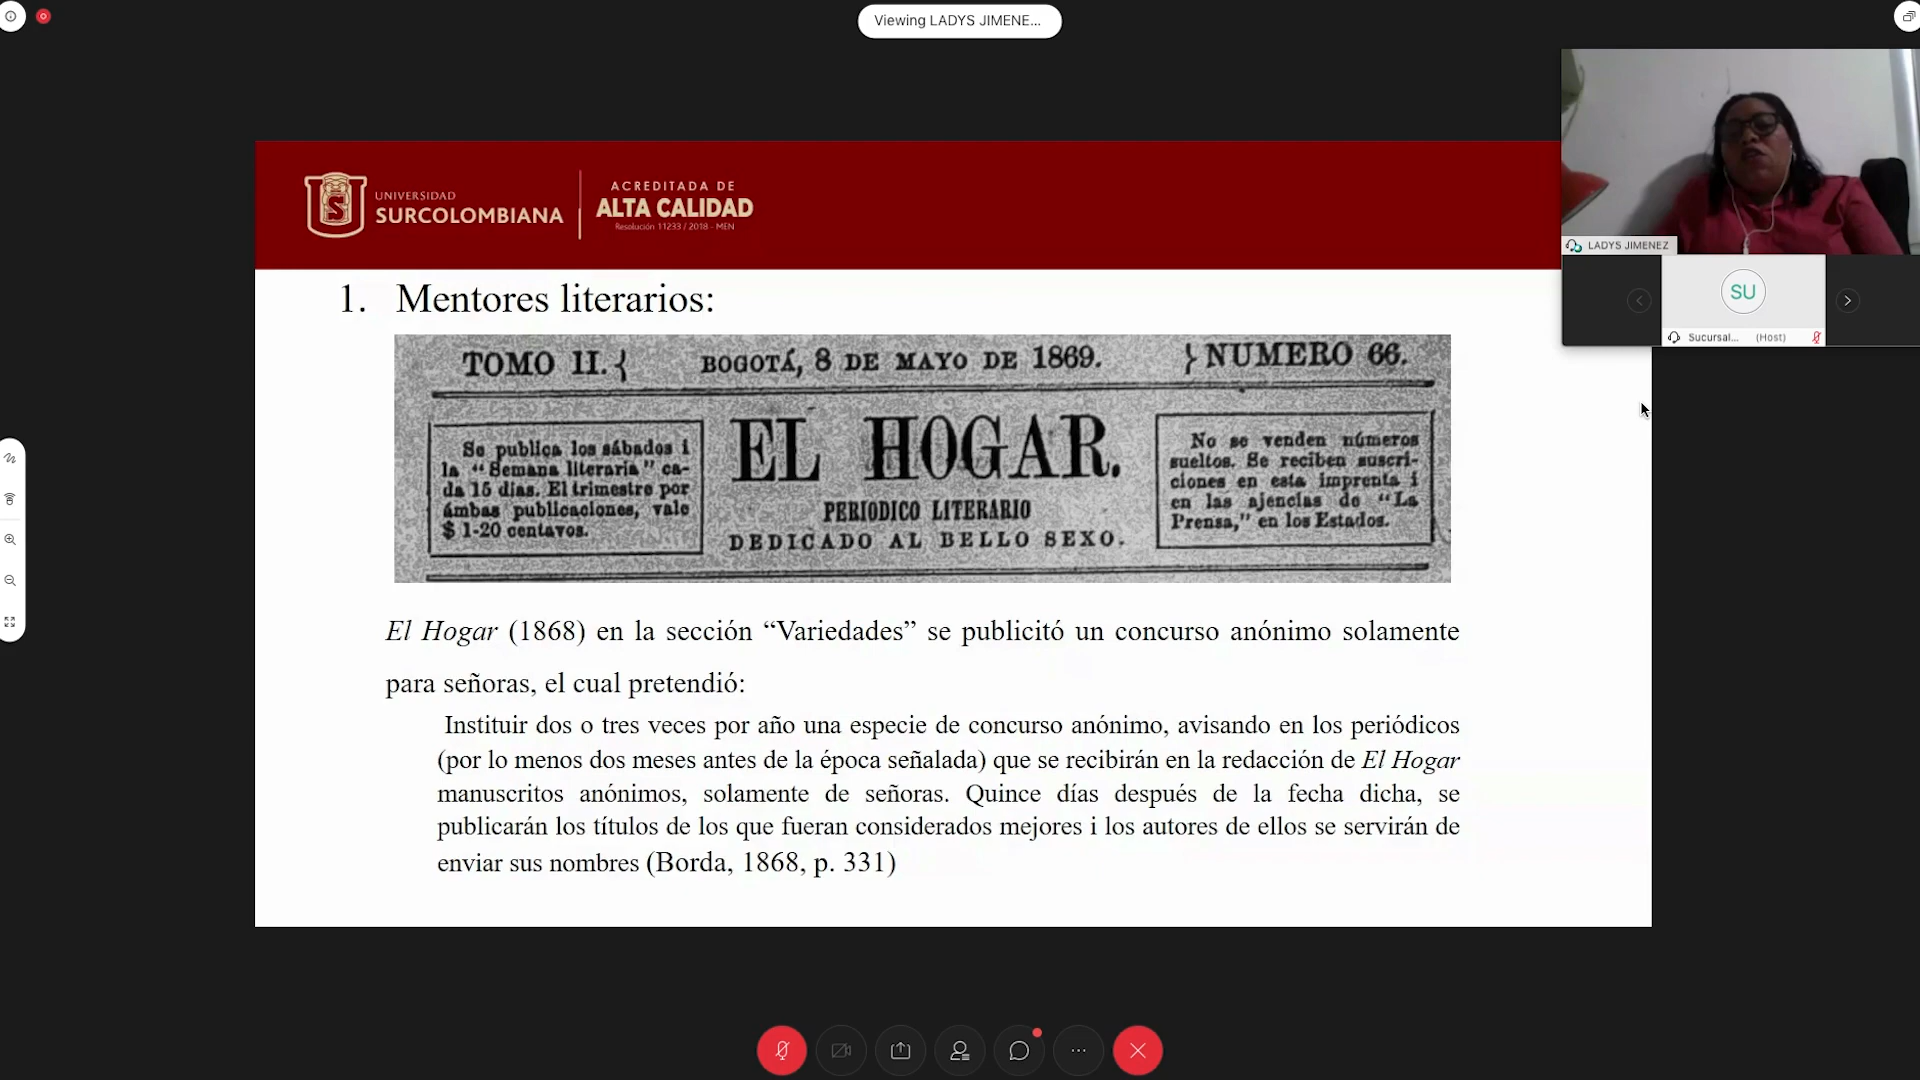 Viewing LADYS JIMENE...
UNIVERSIDAD
SURCOLOMBIANA
ACREDITADA DE
ALTA CALIDAD
Resolución 11233 / 2018 - MEN
LADYS JIMENEZ
SU
Sucursal... (Host)
1. Mentores literarios:
TOMO II.{ BOGOTÁ, 8 DE MAYO DE 1869. }NUMERO 66.
Se publica los sábados i
la "Semana literaria" ca-
da 15 dias. El trimestre por
ámbas publicaciones, vale
$ 1-20 centavos.
EL HOGAR.
PERIODICO LITERARIO
DEDICADO AL BELLO SEXO.
No se venden números
sueltos. Se reciben suscri-
ciones en esta imprenta i
en las ajencias de "La
Prensa," en los Estados.
El Hogar (1868) en la sección “Variedades” se publicitó un concurso anónimo solamente
para señoras, el cual pretendió:
Instituir dos o tres veces por año una especie de concurso anónimo, avisando en los periódicos
(por lo menos dos meses antes de la época señalada) que se recibirán en la redacción de El Hogar
manuscritos anónimos, solamente de señoras. Quince días después de la fecha dicha, se
publicarán los títulos de los que fueran considerados mejores i los autores de ellos se servirán de
enviar sus nombres (Borda, 1868, p. 331)